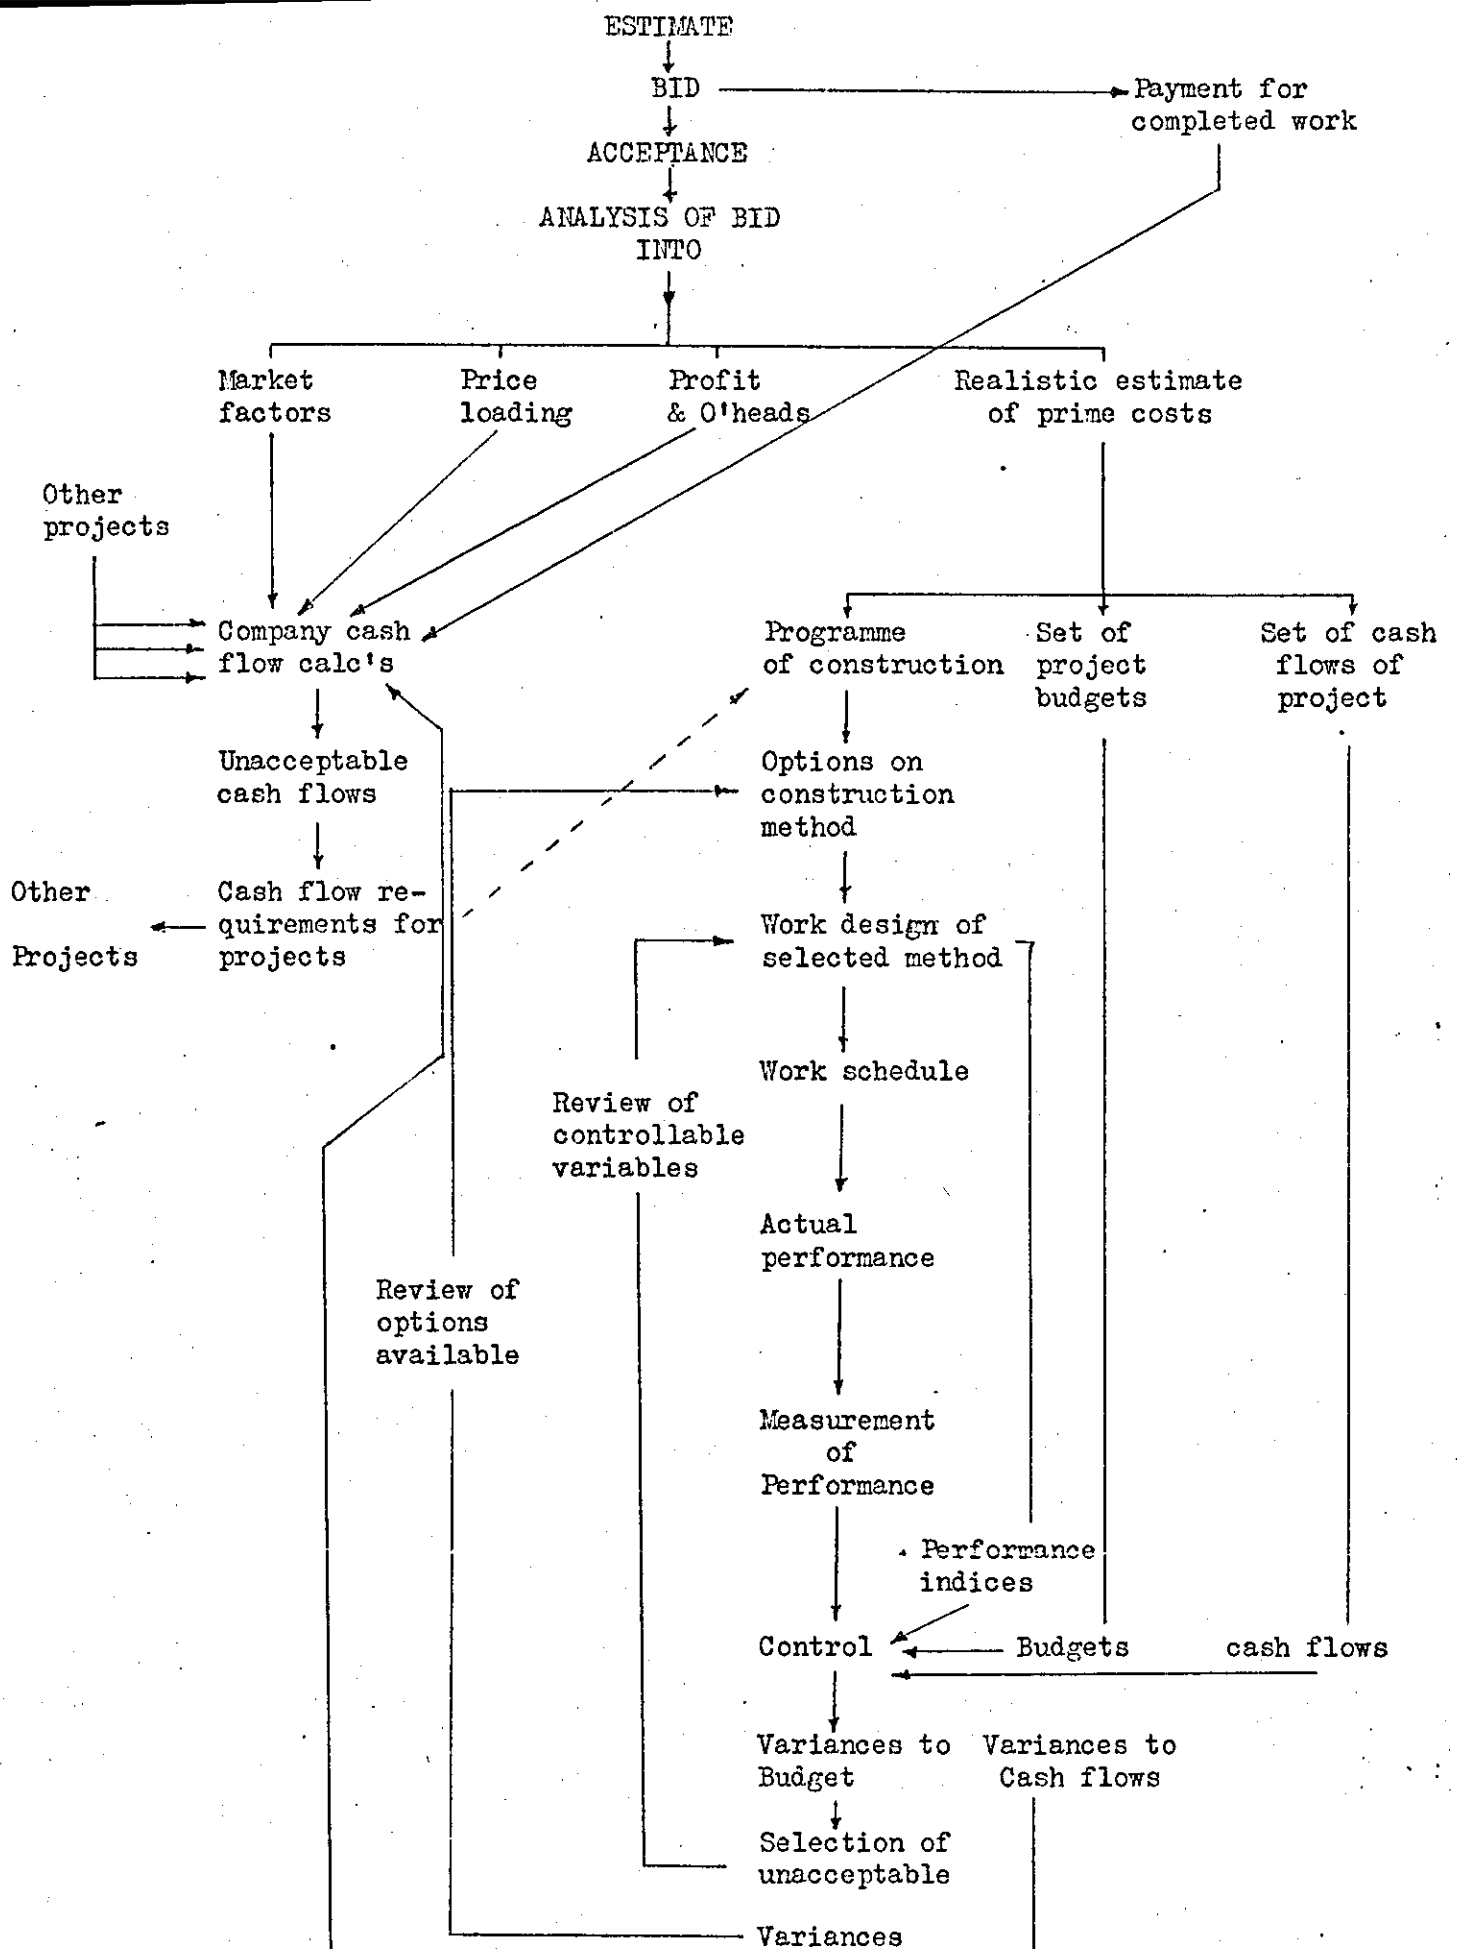 ESTIMATE
BID
Payment for
completed work
ACCEPTANCE
ANALYSIS OF BID
INTO
Market
factors
Price
loading
Profit
& O'heads
Realistic estimate
of prime costs
Other
projects
Company cash
flow calc's
Programme
of construction
Set of
project
budgets
Set of cash
flows of
project
Unacceptable
cash flows
Options on
construction
method
Other
Projects
Cash flow re-
quirements for
projects
Work design of
selected method
Work schedule
Review of
controllable
variables
Actual
performance
Review of
options
available
Measurement
of
Performance
Performance
indices
Control
Budgets
cash flows
Variances to
Budget
Variances to
Cash flows
Selection of
unacceptable
Variances